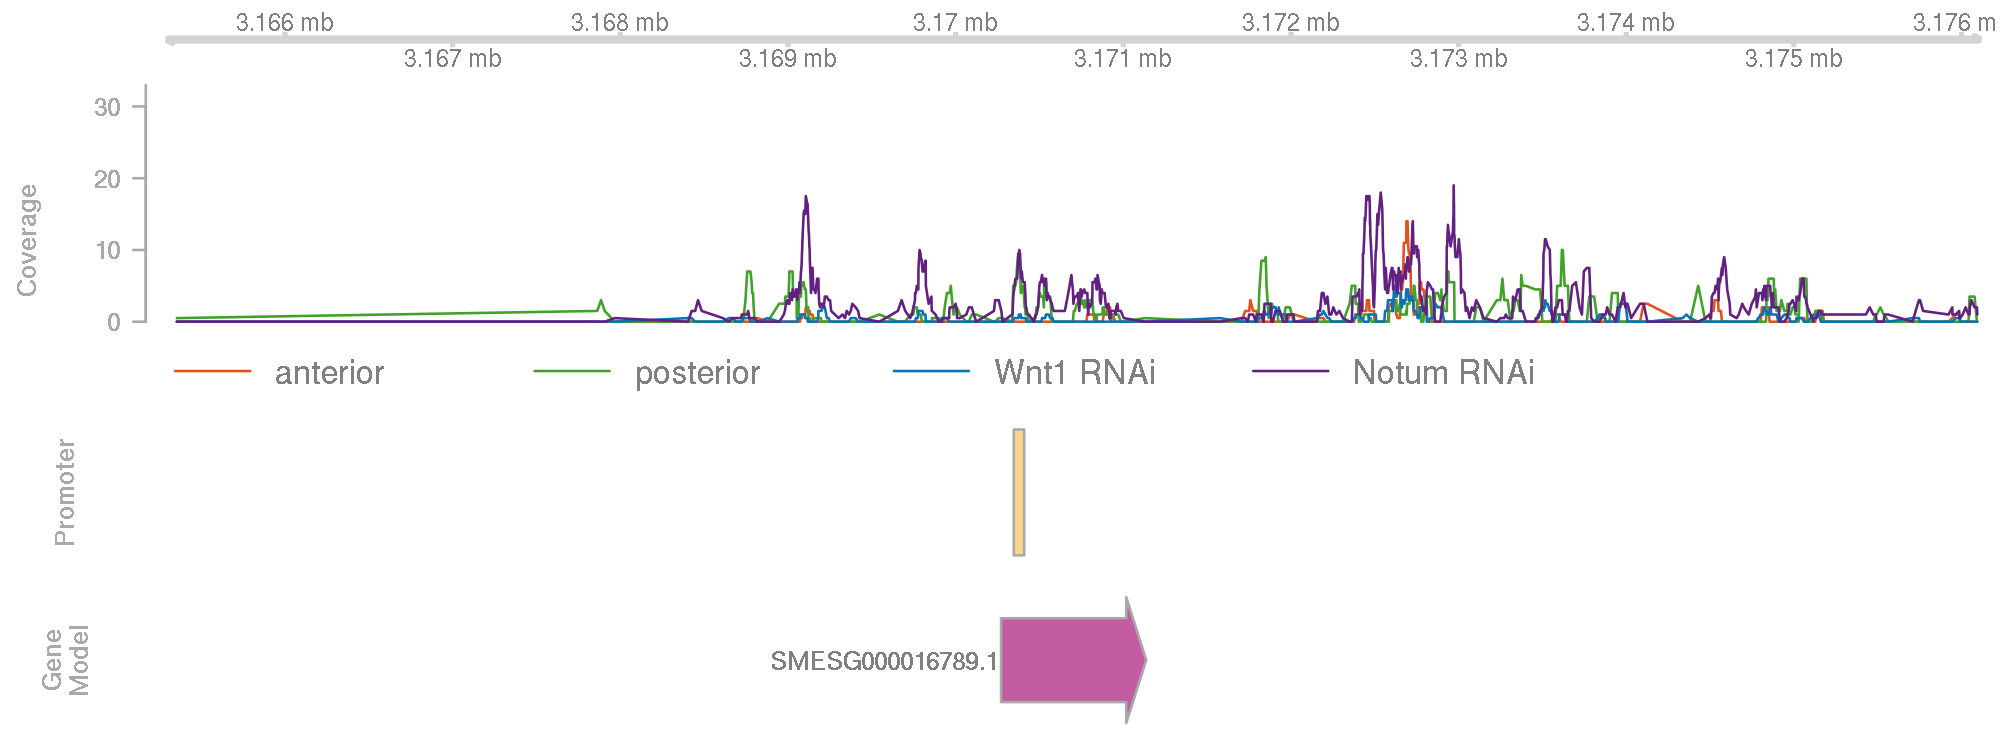 3.166 mb 3.168 mb 3.17 mb 3.172 mb 3.174 mb 3.176 m
3.167 mb 3.169 mb 3.171 mb 3.173 mb 3.175 mb
30
20
10
0
Coverage
anterior posterior Wnt1 RNAi Notum RNAi
Promoter
Gene
Model
SMESG000016789.1